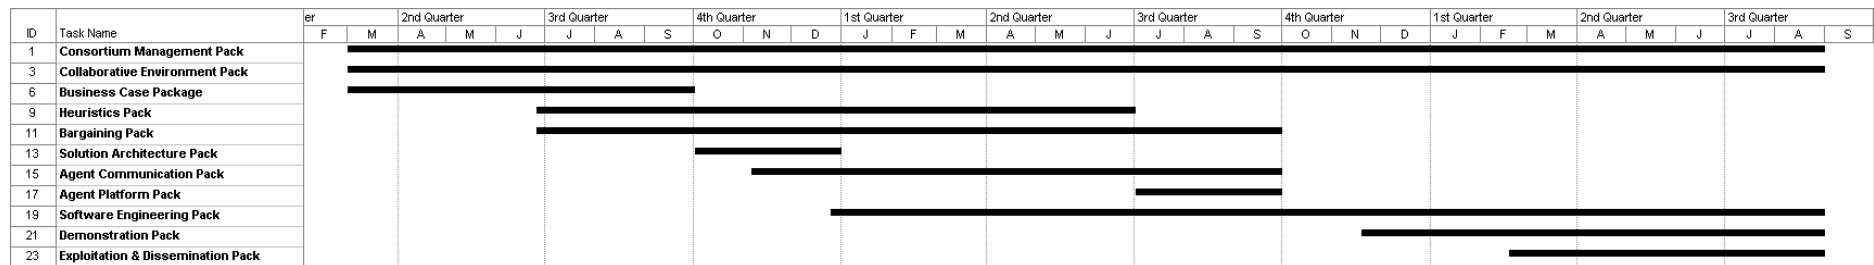 er 2nd Quarter 3rd Quarter 4th Quarter 1st Quarter 2nd Quarter 3rd Quarter 4th Quarter 1st Quarter 2nd Quarter 3rd Quarter
ID Task Name F M A M J J A S O N D J F M A M J J A S O N D J F M A M J J A S
1 Consortium Management Pack
3 Collaborative Environment Pack
6 Business Case Package
9 Heuristics Pack
11 Bargaining Pack
13 Solution Architecture Pack
15 Agent Communication Pack
17 Agent Platform Pack
19 Software Engineering Pack
21 Demonstration Pack
23 Exploitation & Dissemination Pack